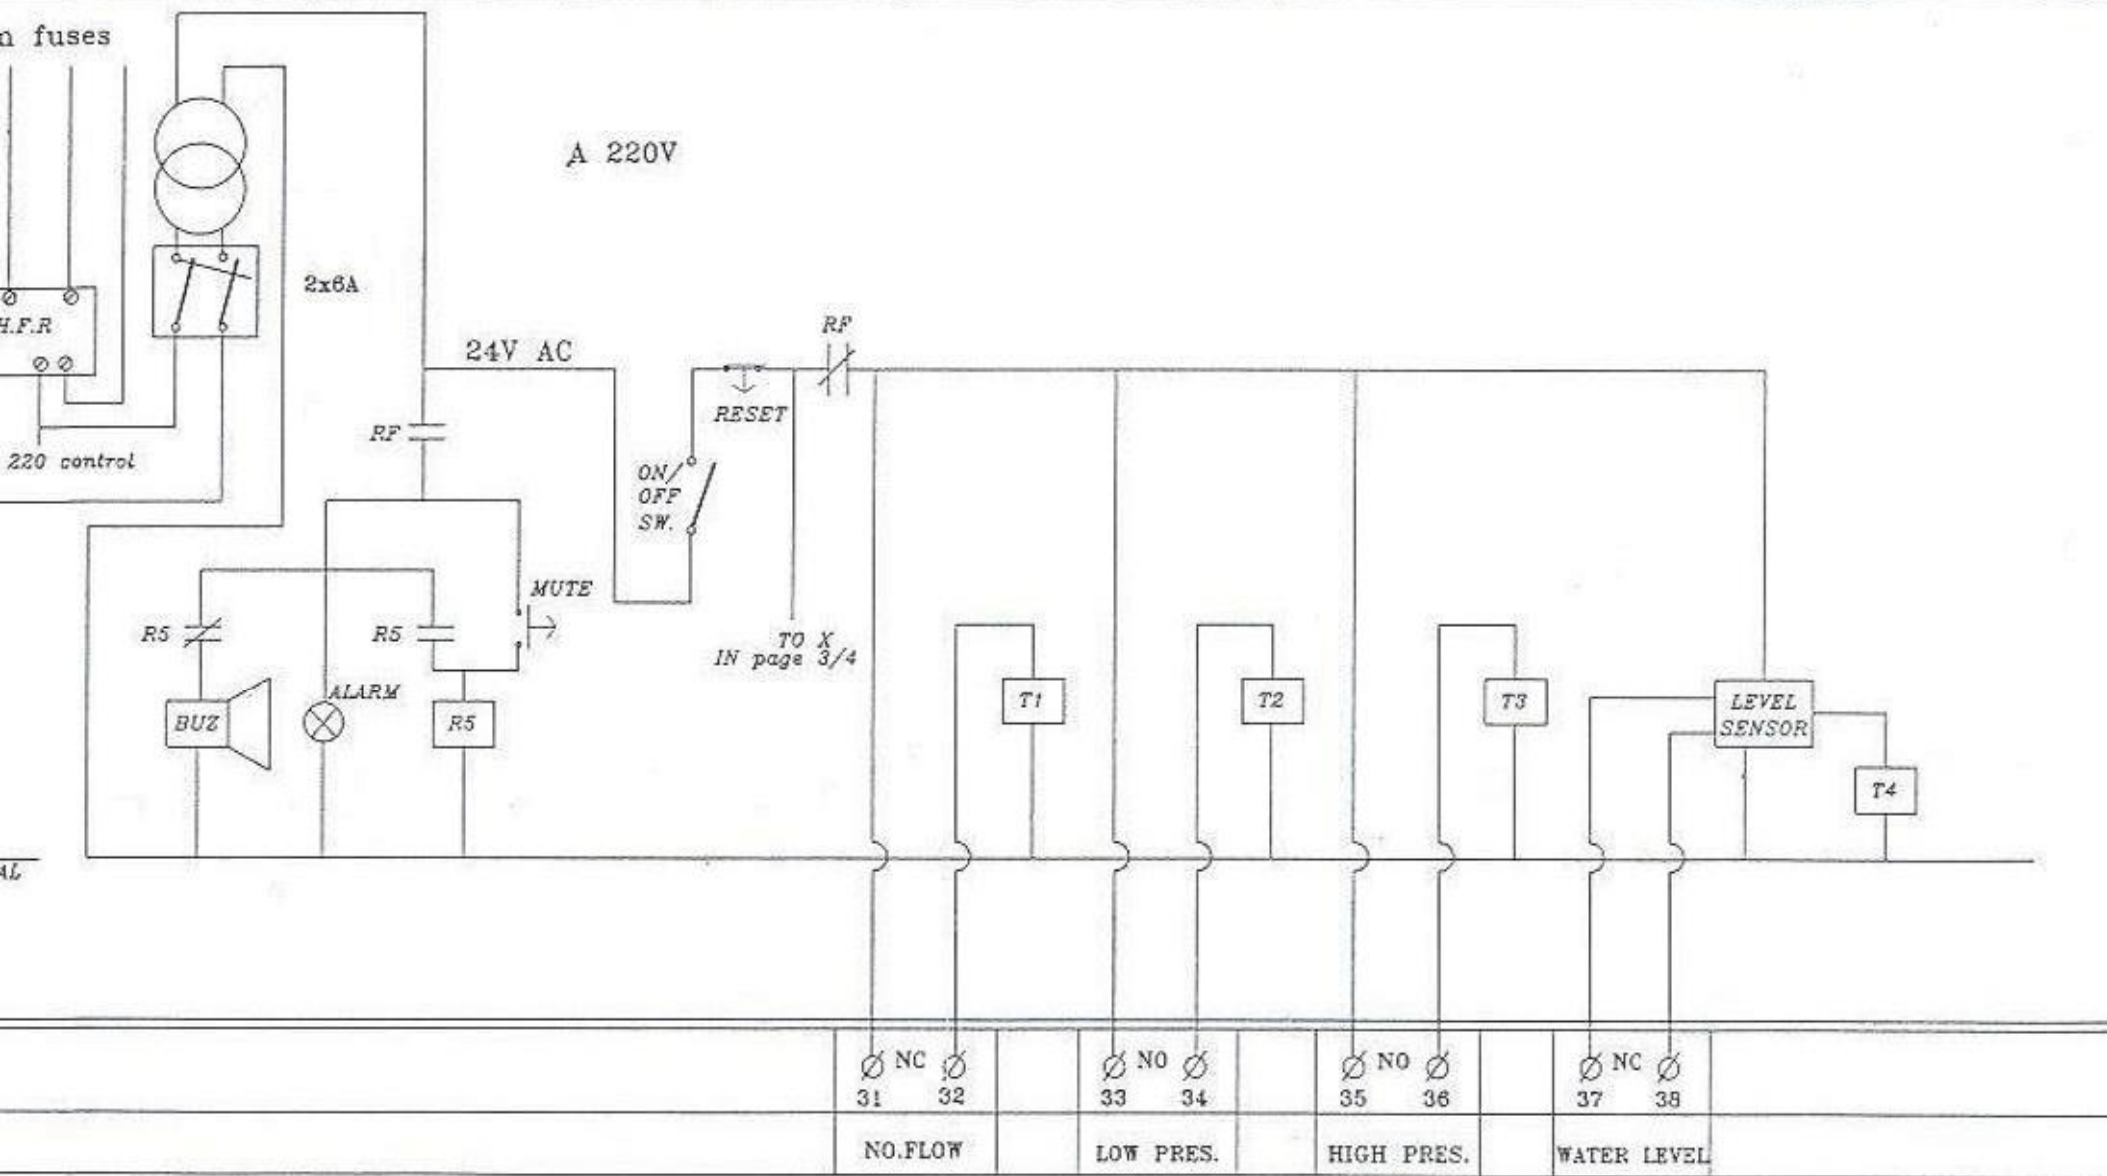 n fuses
A 220V
2x6A
H.F.R
24V AC
RF
RESET
RF
220 control
ON/
OFF
SW.
MUTE
R5
R5
TO X
IN page 3/4
ALARM
BUZ
R5
T1
T2
T3
LEVEL
SENSOR
T4
AL
NC
31 32
NO
33 34
NO
35 36
NC
37 38
NO.FLOW
LOW PRES.
HIGH PRES.
WATER LEVEL